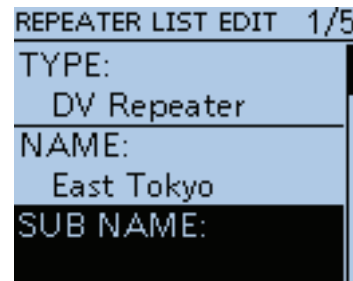 REPEATER LIST EDIT 1/5
TYPE:
DV Repeater
NAME:
East Tokyo
SUB NAME: